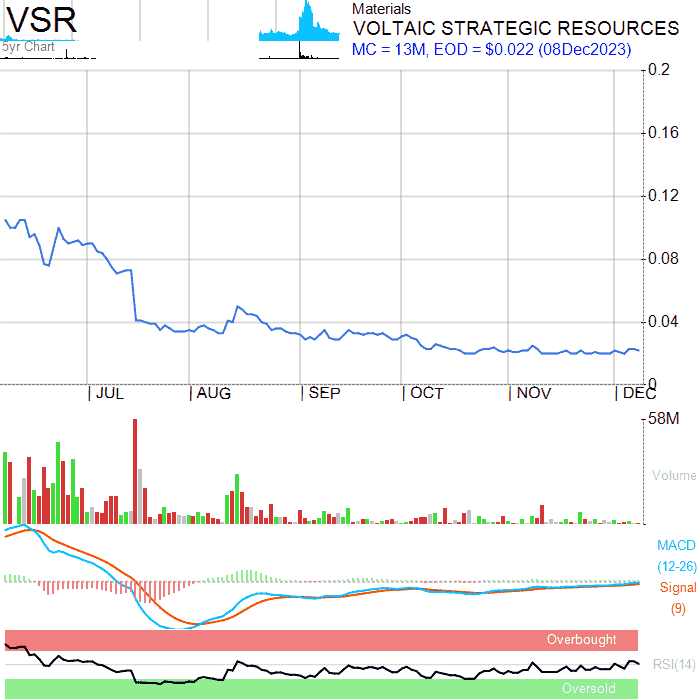 VSR
5yr Chart
Materials
VOLTAIC STRATEGIC RESOURCES
MC = 13M, EOD = $0.022 (08Dec2023)
0.2
0.16
0.12
0.08
0.04
0
JUL AUG SEP OCT NOV DEC
58M
Volume
MACD
(12-26)
Signal
(9)
Overbought
RSI(14)
Oversold